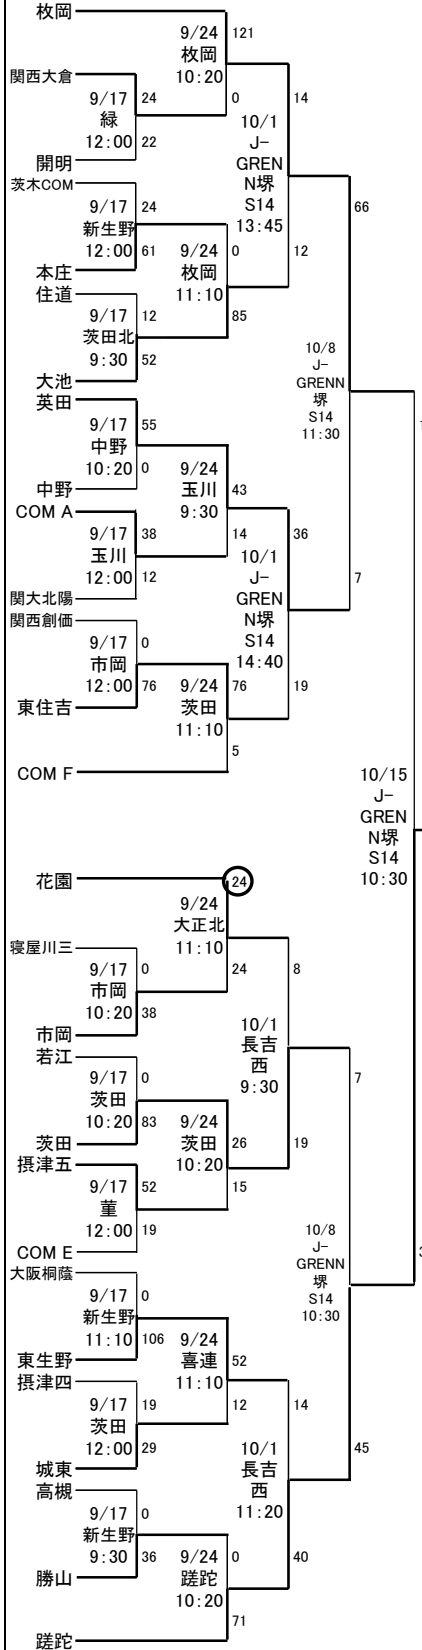 枚岡
9/24
枚岡
10:20
121
0
関西大倉
9/17
緑
12:00
24
22
開明
10/1
J-
GREN
N堺
S14
13:45
14
12
茨木COM
9/17
新生野
12:00
24
61
本庄
9/24
枚岡
11:10
0
85
住道
9/17
茨田北
9:30
12
52
大池
10/8
J-
GRENN
堺
S14
11:30
66
7
英田
9/17
中野
10:20
55
0
中野
9/24
玉川
9:30
43
14
COM A
9/17
玉川
12:00
38
12
関大北陽
10/1
J-
GREN
N堺
S14
14:40
36
19
関西創価
9/17
市岡
12:00
0
76
東住吉
9/24
茨田
11:10
76
5
COM F
10/15
J-
GREN
N堺
S14
10:30
花園
9/24
大正北
11:10
24
24
寝屋川三
9/17
市岡
10:20
0
38
市岡
10/1
長吉
西
9:30
8
19
若江
9/17
茨田
10:20
0
83
茨田
9/24
茨田
10:20
26
15
摂津五
9/17
菫
12:00
52
19
COM E
10/8
J-
GRENN
堺
S14
10:30
7
45
大阪桐蔭
9/17
新生野
11:10
0
106
東生野
9/24
喜連
11:10
52
12
摂津四
9/17
茨田
12:00
19
29
城東
10/1
長吉
西
11:20
14
40
高槻
9/17
新生野
9:30
0
36
勝山
9/24
蹉跎
10:20
0
71
蹉跎